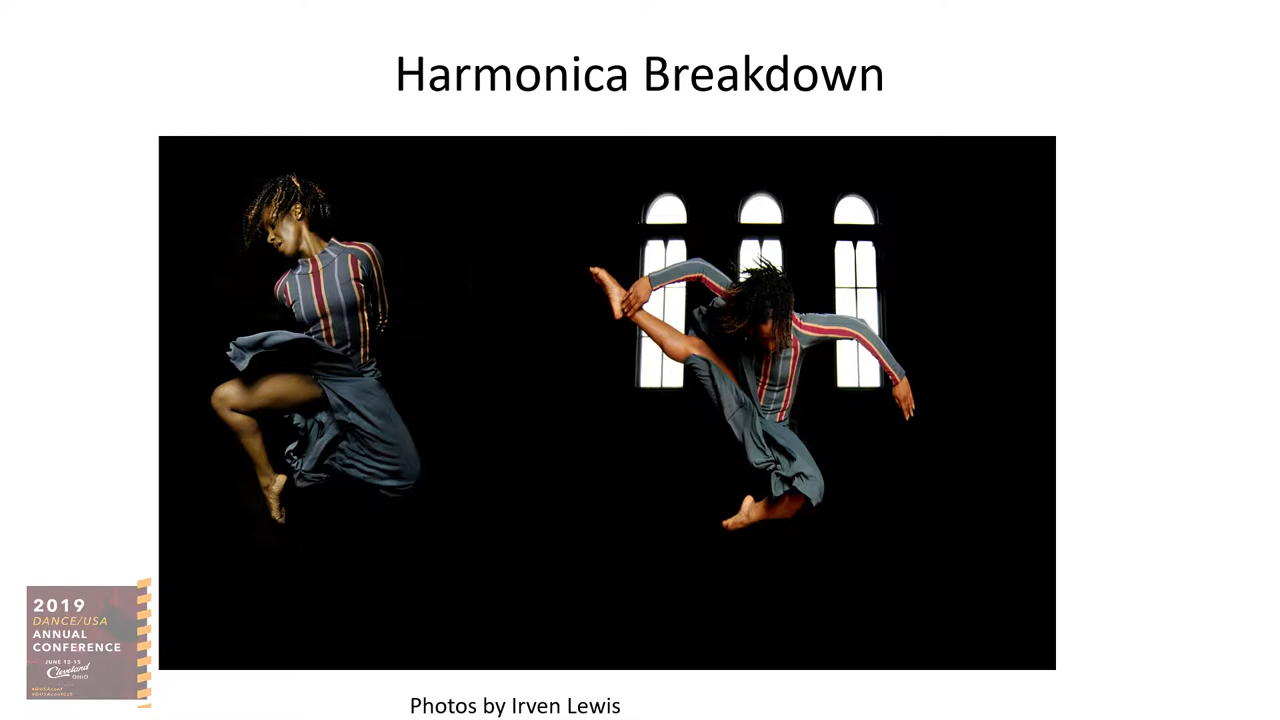 Harmonica Breakdown
2019
DANCE/USA
ANNUAL
CONFERENCE
JUNE 12-15
Cleveland
OHIO
Photos by Irven Lewis